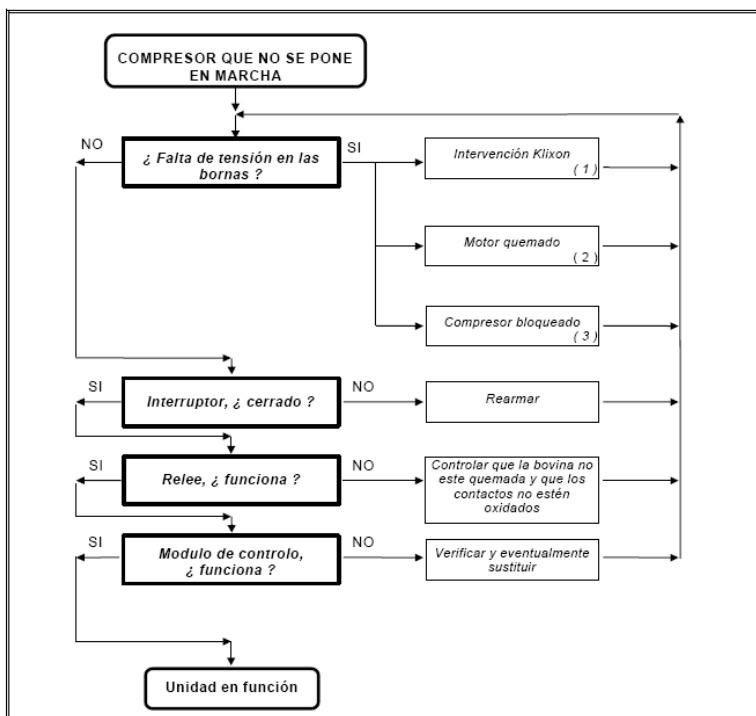 COMPRESOR QUE NO SE PONE
EN MARCHA
NO
¿ Falta de tensión en las
bornas ?
SI
Intervención Klixon
( 1 )
Motor quemado
( 2 )
Compresor bloqueado
( 3 )
SI
Interruptor, ¿ cerrado ?
NO
Rearmar
SI
Relee, ¿ funciona ?
NO
Controlar que la bovina no
este quemada y que los
contactos no estén
oxidados
SI
Modulo de controlo,
¿ funciona ?
NO
Verificar y eventualmente
sustituir
Unidad en función